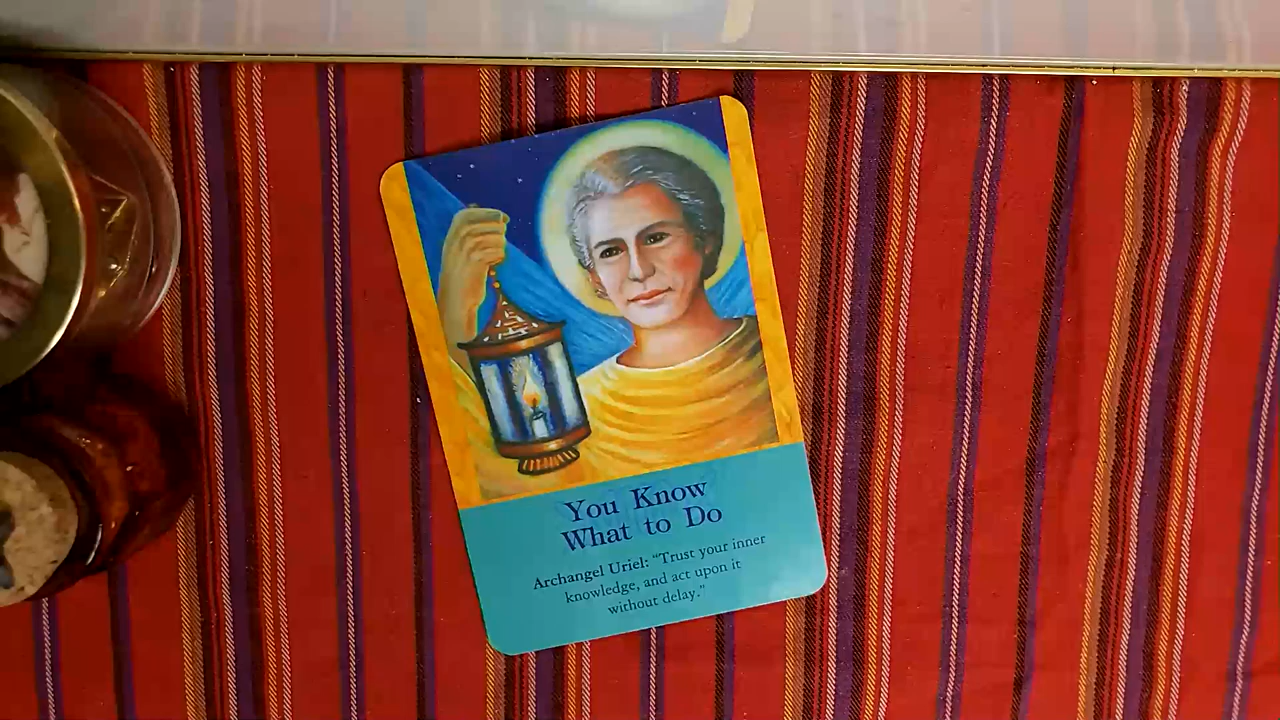 You Know
What to Do
Archangel Uriel: "Trust your inner
knowledge, and act upon it
without delay."